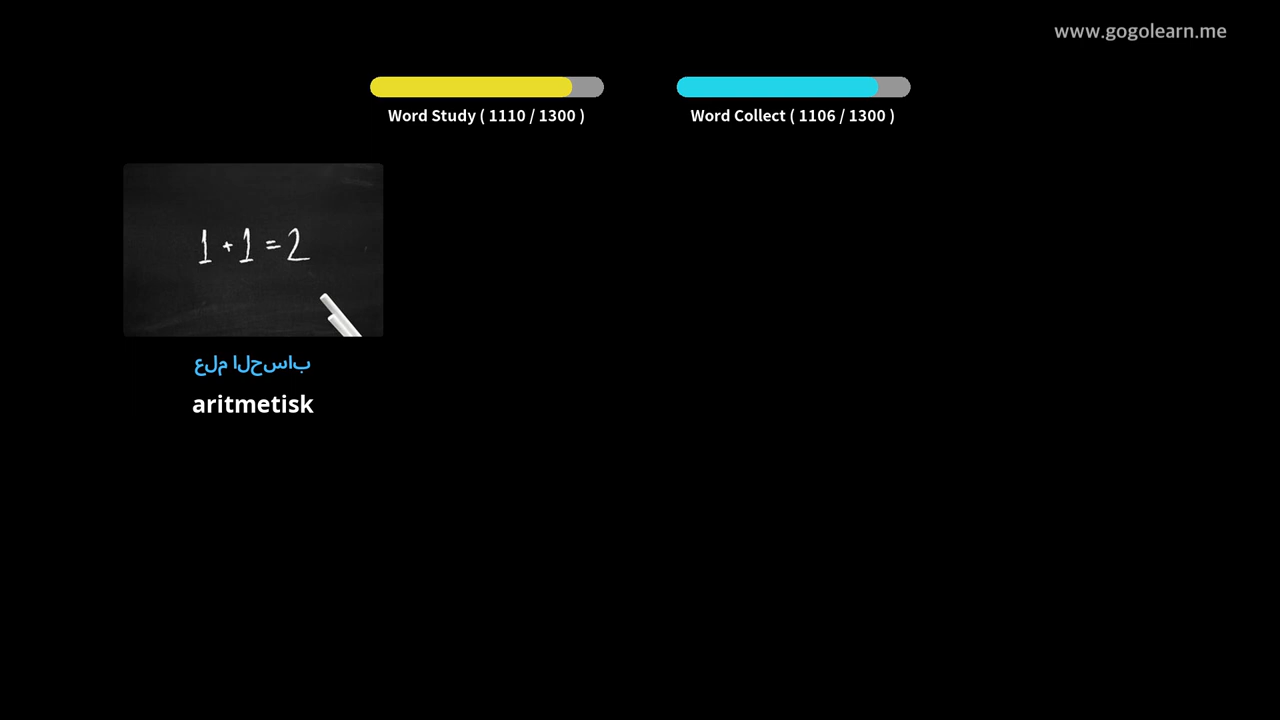 www.gogolearn.me
Word Study ( 1110 / 1300 )
Word Collect ( 1106 / 1300 )
1 + 1 = 2
علم الحساب
aritmetisk